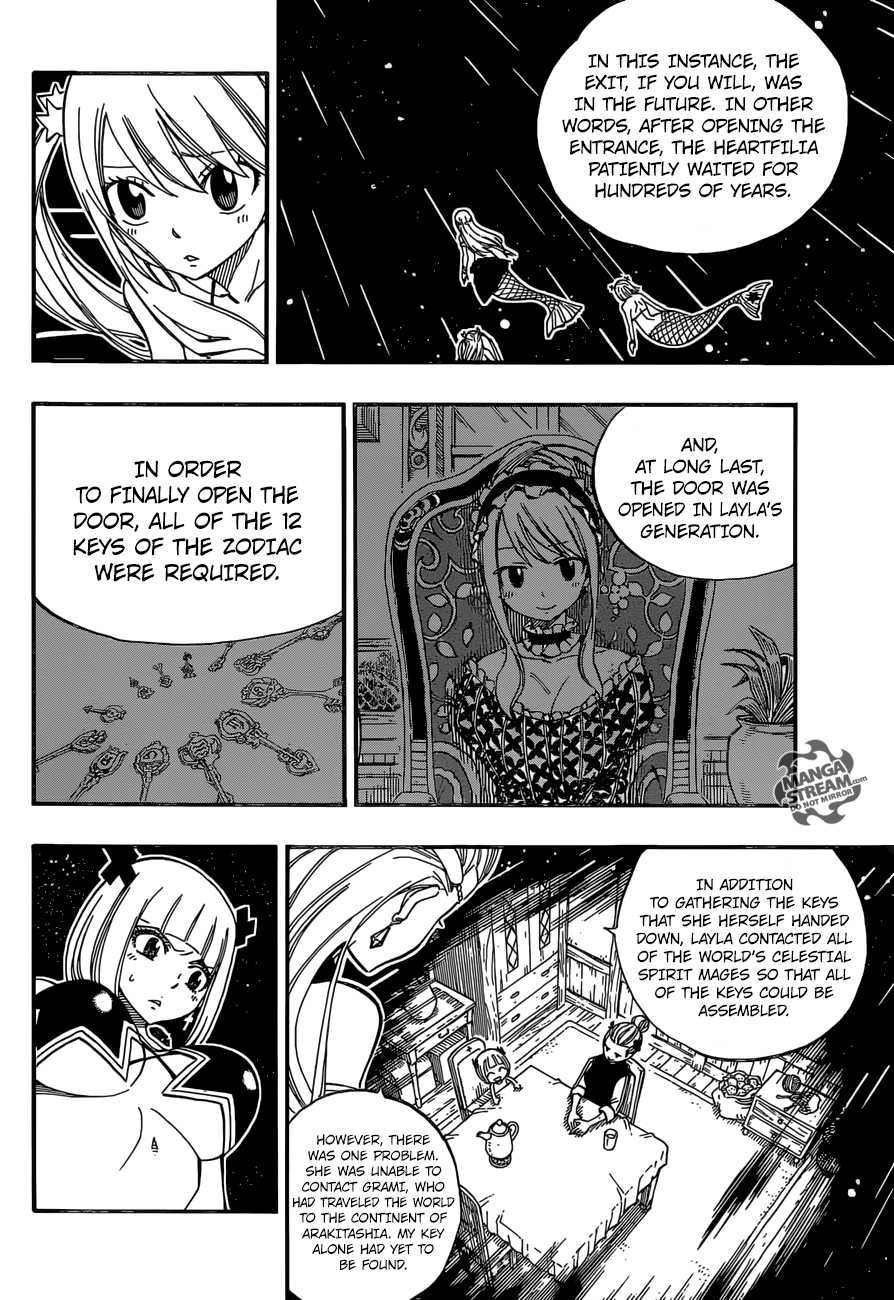 IN THIS INSTANCE, THE
EXIT, IF YOU WILL, WAS
IN THE FUTURE. IN OTHER
WORDS, AFTER OPENING THE
ENTRANCE, THE HEARTFILIA
PATIENTLY WAITED FOR
HUNDREDS OF YEARS.
AND,
AT LONG LAST,
THE DOOR WAS
OPENED IN LAYLA'S
GENERATION.
IN ORDER
TO FINALLY OPEN THE
DOOR, ALL OF THE 12
KEYS OF THE ZODIAC
WERE REQUIRED.
MANGA
STREAM.com
DO NOT MIRROR
IN ADDITION
TO GATHERING THE KEYS
THAT SHE HERSELF HANDED
DOWN, LAYLA CONTACTED ALL
OF THE WORLD'S CELESTIAL
SPIRIT MAGES SO THAT ALL
OF THE KEYS COULD BE
ASSEMBLED.
HOWEVER, THERE
WAS ONE PROBLEM.
SHE WAS UNABLE TO
CONTACT GRAMI, WHO
HAD TRAVELED THE WORLD
TO THE CONTINENT OF
ARAKITASHIA. MY KEY
ALONE HAD YET TO
BE FOUND.